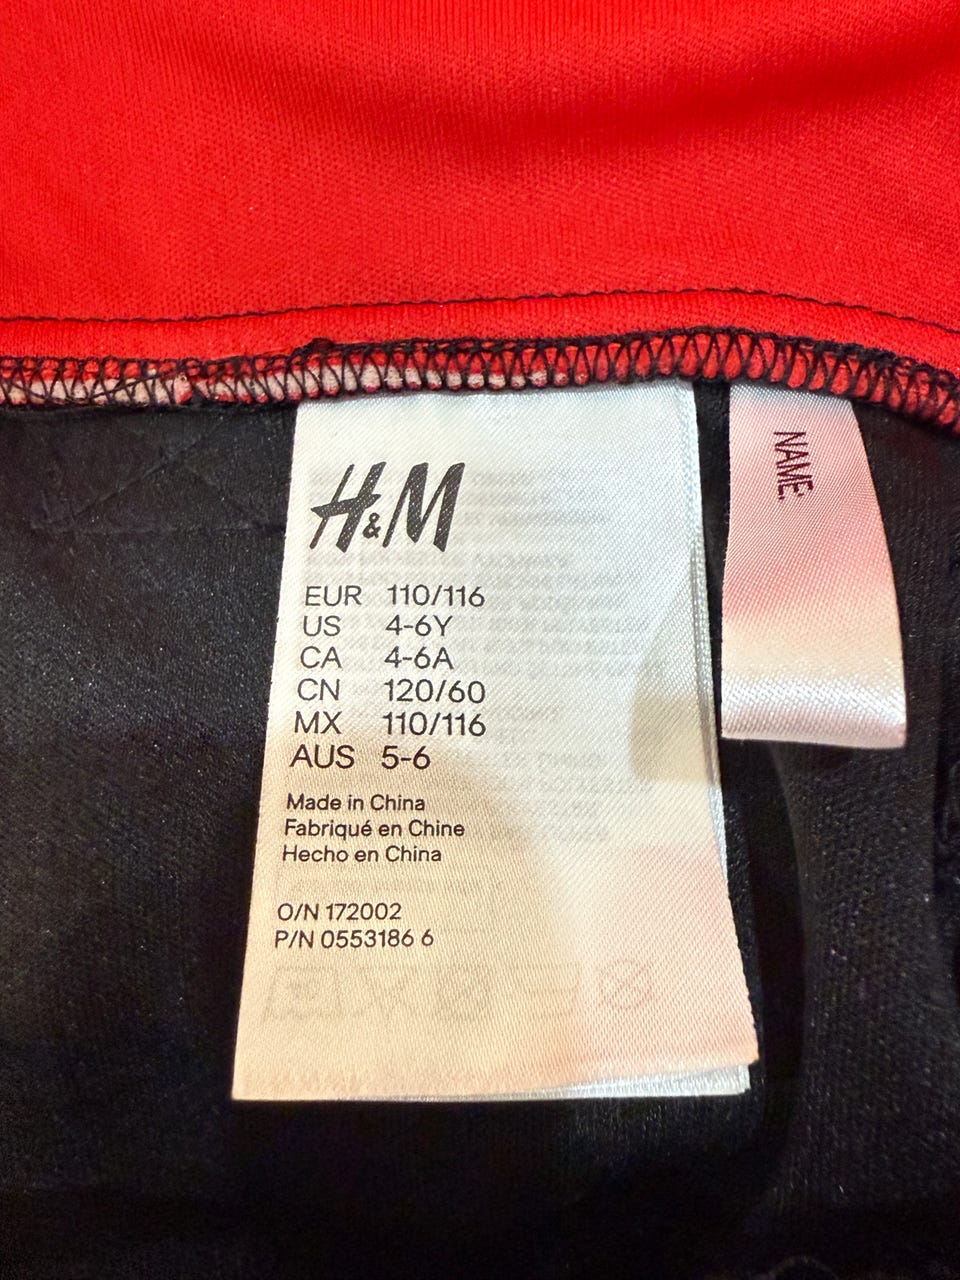 H&M
EUR 110/116
US 4-6Y
CA 4-6A
CN 120/60
MX 110/116
AUS 5-6
Made in China
Fabriqué en Chine
Hecho en China
O/N 172002
P/N 0553186 6
NAME: